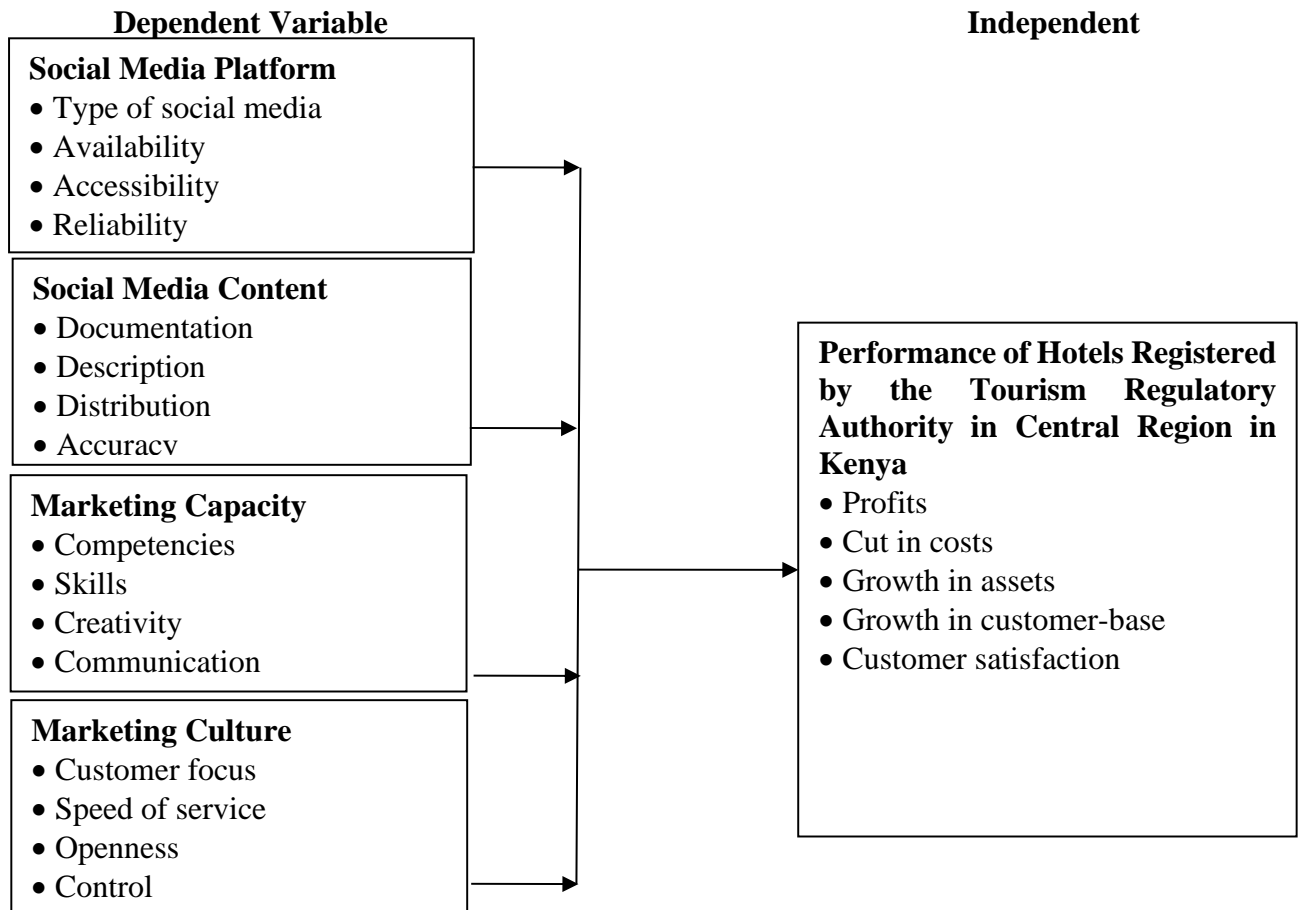 Dependent Variable
Independent
Social Media Platform
• Type of social media
• Availability
• Accessibility
• Reliability
Social Media Content
• Documentation
• Description
• Distribution
• Accuracy
Marketing Capacity
• Competencies
• Skills
• Creativity
• Communication
Marketing Culture
• Customer focus
• Speed of service
• Openness
• Control
Performance of Hotels Registered
by the Tourism Regulatory
Authority in Central Region in
Kenya
• Profits
• Cut in costs
• Growth in assets
• Growth in customer-base
• Customer satisfaction